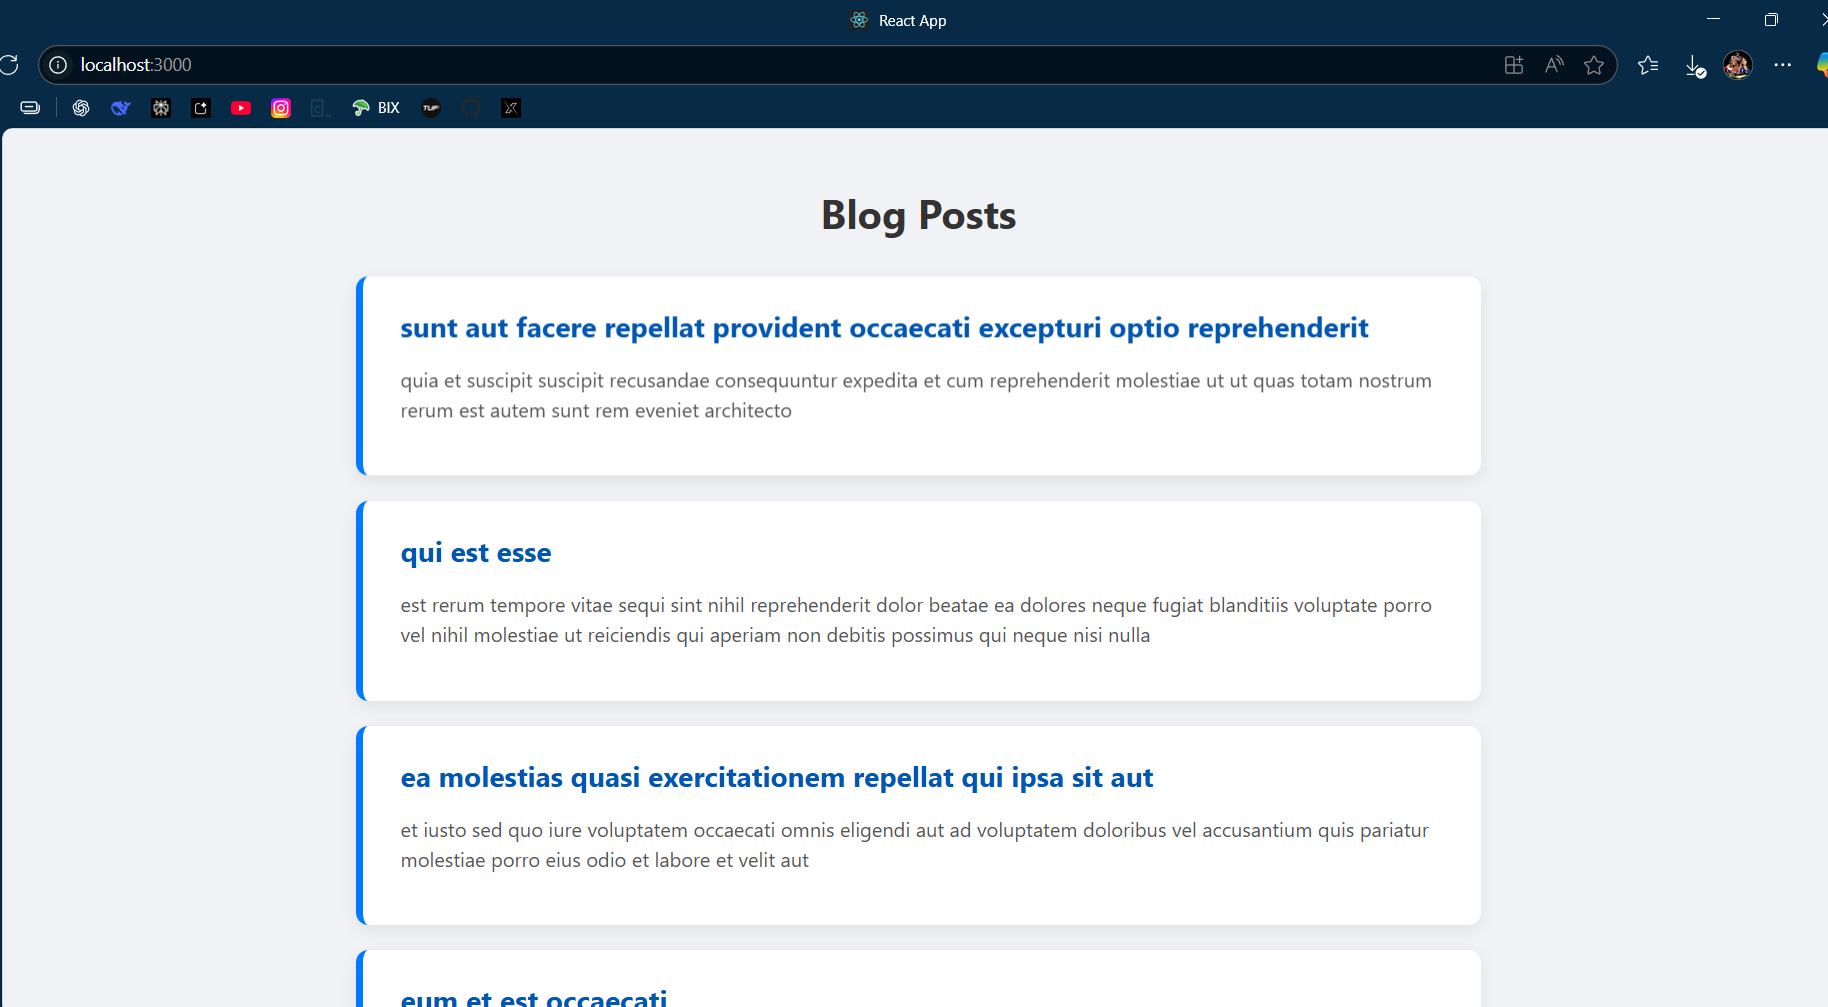 React App
localhost:3000
BIX
TUF
Blog Posts
sunt aut facere repellat provident occaecati excepturi optio reprehenderit
quia et suscipit suscipit recusandae consequuntur expedita et cum reprehenderit molestiae ut ut quas totam nostrum
rerum est autem sunt rem eveniet architecto
qui est esse
est rerum tempore vitae sequi sint nihil reprehenderit dolor beatae ea dolores neque fugiat blanditiis voluptate porro
vel nihil molestiae ut reiciendis qui aperiam non debitis possimus qui neque nisi nulla
ea molestias quasi exercitationem repellat qui ipsa sit aut
et iusto sed quo iure voluptatem occaecati omnis eligendi aut ad voluptatem doloribus vel accusantium quis pariatur
molestiae porro eius odio et labore et velit aut
eum et est occaecati